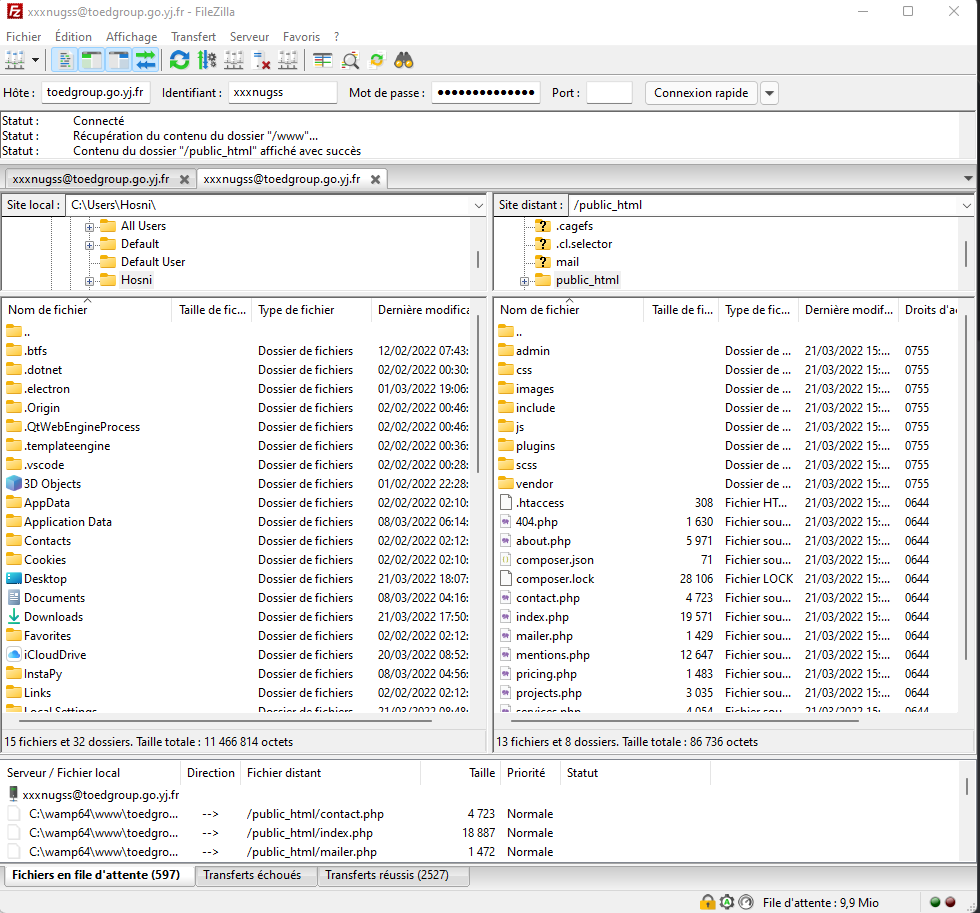 xxxnugss@toedgroup.go.yj.fr - FileZilla
Fichier Édition Affichage Transfert Serveur Favoris ?
Hôte : toedgroup.go.yj.fr Identifiant : xxxnugss Mot de passe : ●●●●●●●●●●●●●● Port : Connexion rapide
Statut : Connecté
Statut : Récupération du contenu du dossier "/www"...
Statut : Contenu du dossier "/public_html" affiché avec succès
xxxnugss@toedgroup.go.yj.fr xxxnugss@toedgroup.go.yj.fr
Site local : C:\Users\Hosni\
All Users
Default
Default User
Hosni
Site distant : /public_html
.cagefs
.cl.selector
mail
public_html
Nom de fichier Taille de fic... Type de fichier Dernière modifica
..
.btfs Dossier de fichiers 12/02/2022 07:43:
.dotnet Dossier de fichiers 02/02/2022 00:30:
.electron Dossier de fichiers 01/03/2022 19:06:
.Origin Dossier de fichiers 02/02/2022 00:46:
.QtWebEngineProcess Dossier de fichiers 02/02/2022 00:46:
.templateengine Dossier de fichiers 02/02/2022 00:36:
.vscode Dossier de fichiers 02/02/2022 00:28:
3D Objects Dossier de fichiers 01/02/2022 22:28:
AppData Dossier de fichiers 02/02/2022 02:10:
Application Data Dossier de fichiers 08/03/2022 06:14:
Contacts Dossier de fichiers 02/02/2022 02:12:
Cookies Dossier de fichiers 02/02/2022 02:10:
Desktop Dossier de fichiers 21/03/2022 18:07:
Documents Dossier de fichiers 08/03/2022 04:16:
Downloads Dossier de fichiers 21/03/2022 17:50:
Favorites Dossier de fichiers 02/02/2022 02:12:
iCloudDrive Dossier de fichiers 20/03/2022 08:52:
InstaPy Dossier de fichiers 08/03/2022 04:56:
Links Dossier de fichiers 02/02/2022 02:12:
Local Settings Dossier de fichiers 21/03/2022 08:48:
15 fichiers et 32 dossiers. Taille totale : 11 466 814 octets
Nom de fichier Taille de fi... Type de fic... Dernière modif... Droits d'a
..
admin Dossier de ... 21/03/2022 15:... 0755
css Dossier de ... 21/03/2022 15:... 0755
images Dossier de ... 21/03/2022 15:... 0755
include Dossier de ... 21/03/2022 15:... 0755
js Dossier de ... 21/03/2022 15:... 0755
plugins Dossier de ... 21/03/2022 15:... 0755
scss Dossier de ... 21/03/2022 15:... 0755
vendor Dossier de ... 21/03/2022 15:... 0755
.htaccess 308 Fichier HT... 21/03/2022 15:... 0644
404.php 1 630 Fichier sou... 21/03/2022 15:... 0644
about.php 5 971 Fichier sou... 21/03/2022 15:... 0644
composer.json 71 Fichier sou... 21/03/2022 15:... 0644
composer.lock 28 106 Fichier LOCK 21/03/2022 15:... 0644
contact.php 4 723 Fichier sou... 21/03/2022 15:... 0644
index.php 19 571 Fichier sou... 21/03/2022 15:... 0644
mailer.php 1 429 Fichier sou... 21/03/2022 15:... 0644
mentions.php 12 647 Fichier sou... 21/03/2022 15:... 0644
pricing.php 1 483 Fichier sou... 21/03/2022 15:... 0644
projects.php 3 035 Fichier sou... 21/03/2022 15:... 0644
services.php 4 054 Fichier sou... 21/03/2022 15:... 0644
13 fichiers et 8 dossiers. Taille totale : 86 736 octets
Serveur / Fichier local Direction Fichier distant Taille Priorité Statut
xxxnugss@toedgroup.go.yj.fr
C:\wamp64\www\toedgro... --> /public_html/contact.php 4 723 Normale
C:\wamp64\www\toedgro... --> /public_html/index.php 18 887 Normale
C:\wamp64\www\toedgro... --> /public_html/mailer.php 1 472 Normale
Fichiers en file d'attente (597) Transferts échoués Transferts réussis (2527)
File d'attente : 9,9 Mio